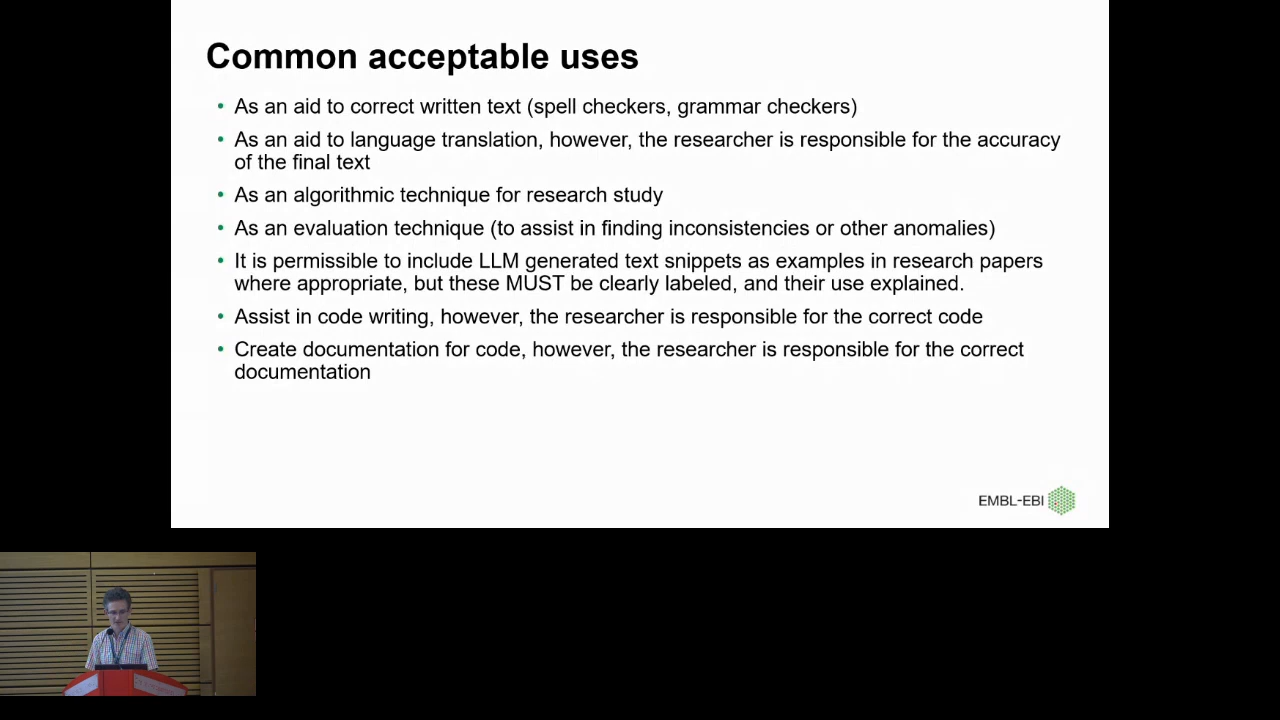 Common acceptable uses
• As an aid to correct written text (spell checkers, grammar checkers)
• As an aid to language translation, however, the researcher is responsible for the accuracy
of the final text
• As an algorithmic technique for research study
• As an evaluation technique (to assist in finding inconsistencies or other anomalies)
• It is permissible to include LLM generated text snippets as examples in research papers
where appropriate, but these MUST be clearly labeled, and their use explained.
• Assist in code writing, however, the researcher is responsible for the correct code
• Create documentation for code, however, the researcher is responsible for the correct
documentation
EMBL-EBI